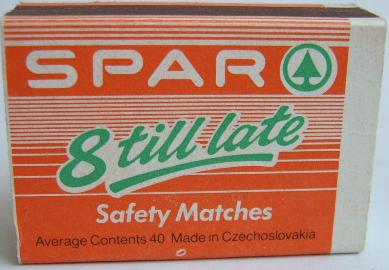 SPAR
8 till late
Safety Matches
Average Contents 40 Made in Czechoslovakia